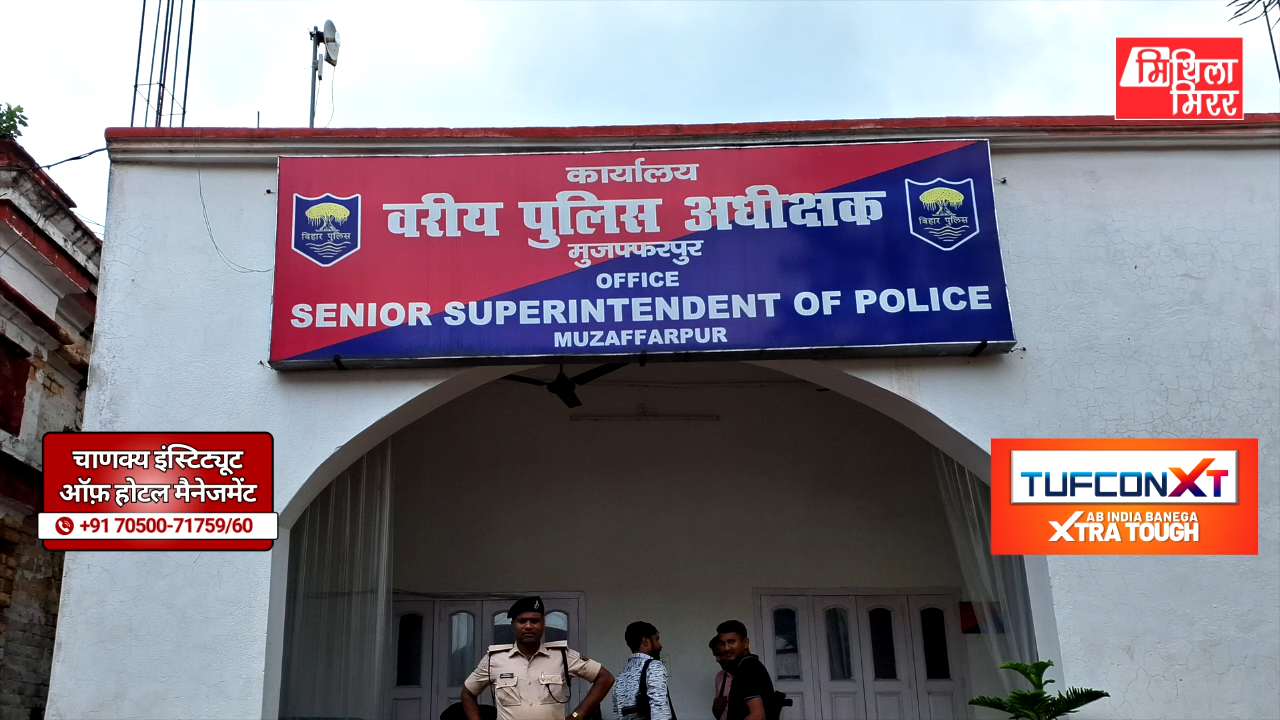 मिथिला
मिरर
कार्यालय
वरीय पुलिस अधीक्षक
मुजफ्फरपुर
बिहार पुलिस
बिहार पुलिस
OFFICE
SENIOR SUPERINTENDENT OF POLICE
MUZAFFARPUR
चाणक्य इंस्टिट्यूट
ऑफ़ होटल मैनेजमेंट
+91 70500-71759/60
TUFCONXT
AB INDIA BANEGA
XTRA TOUGH